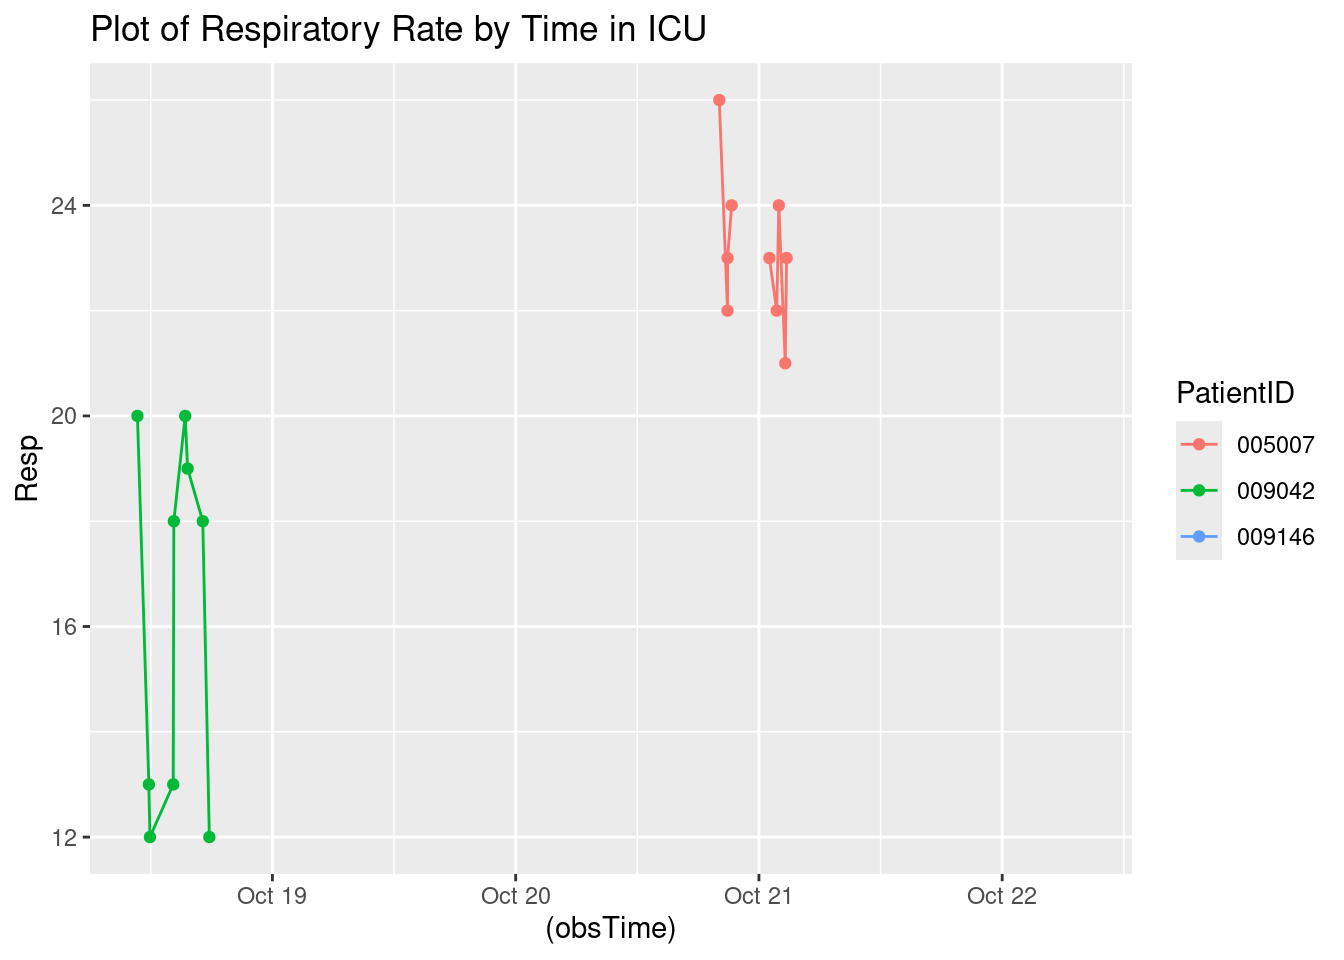 Plot of Respiratory Rate by Time in ICU
24
20
16
12
Resp
Oct 19
Oct 20
Oct 21
Oct 22
(obsTime)
PatientID
005007
009042
009146